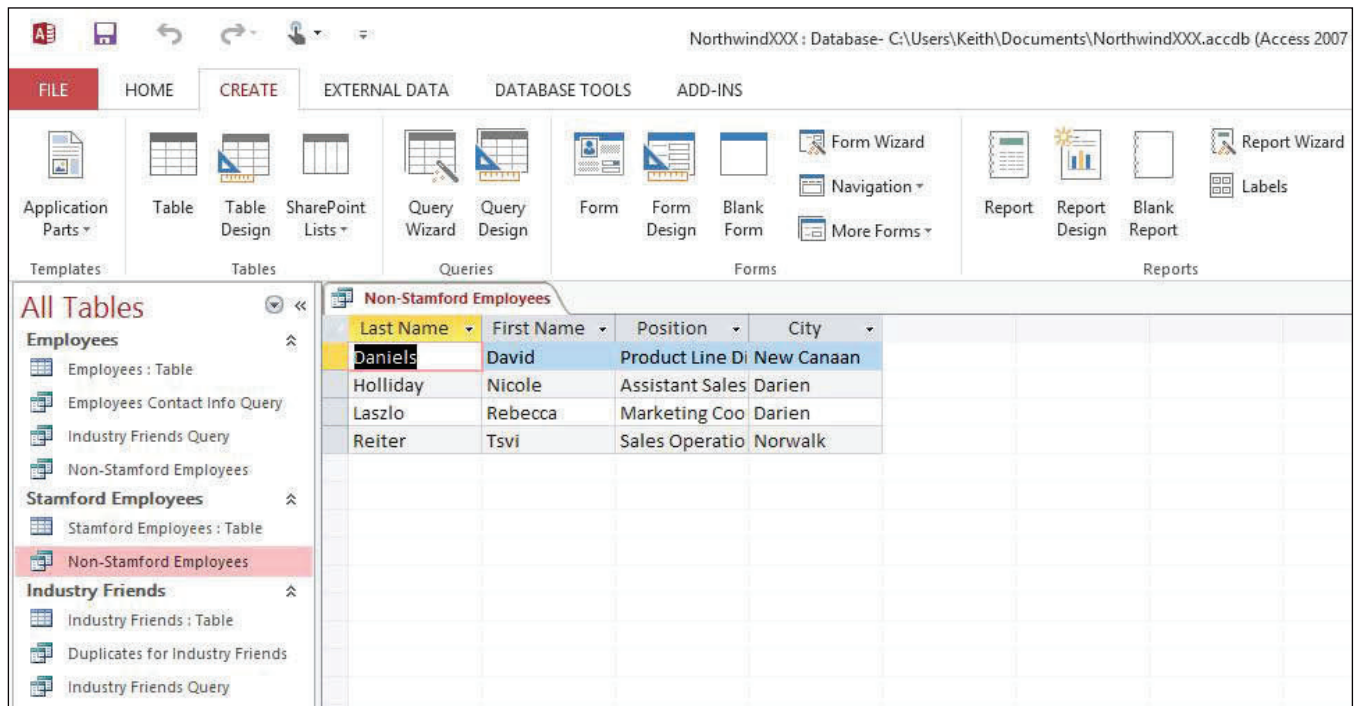 NorthwindXXX : Database- C:\Users\Keith\Documents\NorthwindXXX.accdb (Access 2007
FILE HOME CREATE EXTERNAL DATA DATABASE TOOLS ADD-INS
Application Parts
Table
Table Design
SharePoint Lists
Query Wizard
Query Design
Form
Form Design
Blank Form
Form Wizard
Navigation
More Forms
Report
Report Design
Blank Report
Report Wizard
Labels
Templates Tables Queries Forms Reports
All Tables
Employees
Employees : Table
Employees Contact Info Query
Industry Friends Query
Non-Stamford Employees
Stamford Employees
Stamford Employees : Table
Non-Stamford Employees
Industry Friends
Industry Friends : Table
Duplicates for Industry Friends
Industry Friends Query
Non-Stamford Employees
Last Name First Name Position City
Daniels David Product Line Di New Canaan
Holliday Nicole Assistant Sales Darien
Laszlo Rebecca Marketing Coo Darien
Reiter Tsvi Sales Operatio Norwalk